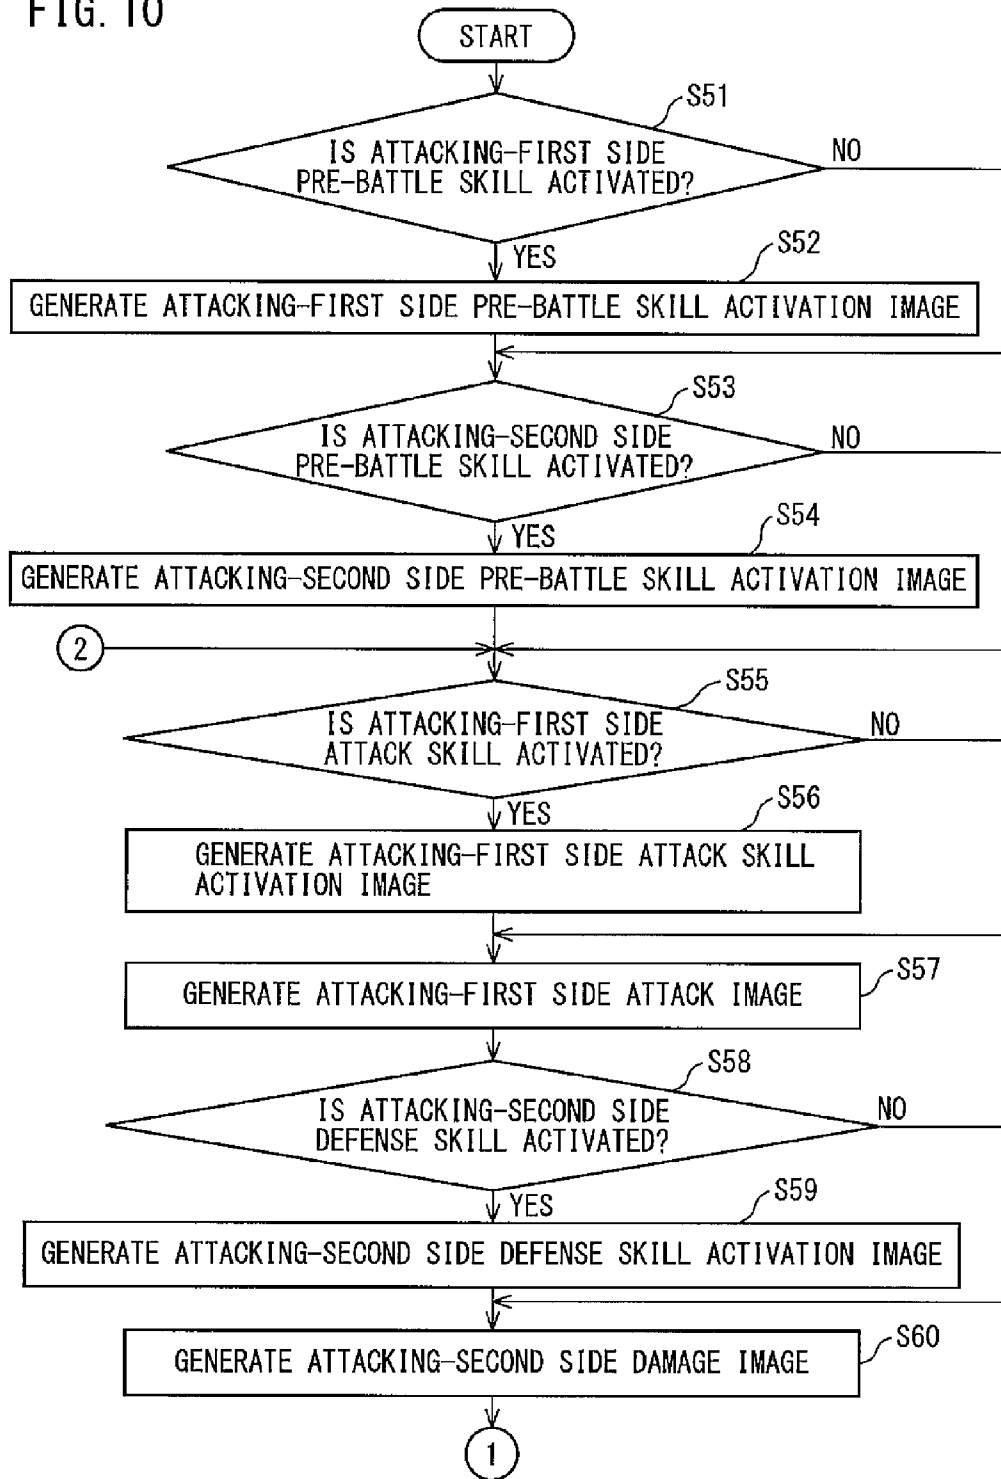 FIG. 10
START
S51
IS ATTACKING-FIRST SIDE
PRE-BATTLE SKILL ACTIVATED?
NO
YES
S52
GENERATE ATTACKING-FIRST SIDE PRE-BATTLE SKILL ACTIVATION IMAGE
S53
IS ATTACKING-SECOND SIDE
PRE-BATTLE SKILL ACTIVATED?
NO
YES
S54
GENERATE ATTACKING-SECOND SIDE PRE-BATTLE SKILL ACTIVATION IMAGE
2
S55
IS ATTACKING-FIRST SIDE
ATTACK SKILL ACTIVATED?
NO
YES
S56
GENERATE ATTACKING-FIRST SIDE ATTACK SKILL
ACTIVATION IMAGE
S57
GENERATE ATTACKING-FIRST SIDE ATTACK IMAGE
S58
IS ATTACKING-SECOND SIDE
DEFENSE SKILL ACTIVATED?
NO
YES
S59
GENERATE ATTACKING-SECOND SIDE DEFENSE SKILL ACTIVATION IMAGE
S60
GENERATE ATTACKING-SECOND SIDE DAMAGE IMAGE
1